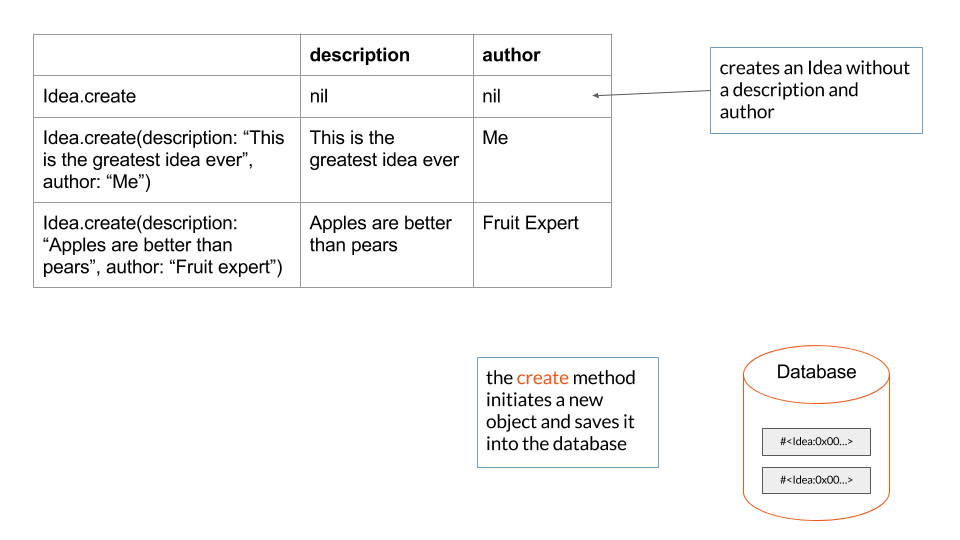 description
author
Idea.create
nil
nil
creates an Idea without
a description and
author
Idea.create(description: “This
is the greatest idea ever”,
author: “Me”)
This is the
greatest idea ever
Me
Idea.create(description:
“Apples are better than
pears”, author: “Fruit expert”)
Apples are better
than pears
Fruit Expert
the create method
initiates a new
object and saves it
into the database
Database
#<Idea:0x00...>
#<Idea:0x00...>